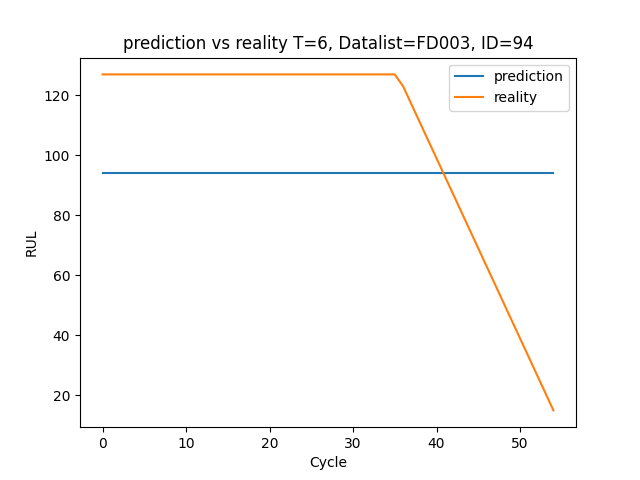 prediction vs reality T=6, Datalist=FD003, ID=94
prediction
reality
RUL
120
100
80
60
40
20
0 10 20 30 40 50
Cycle